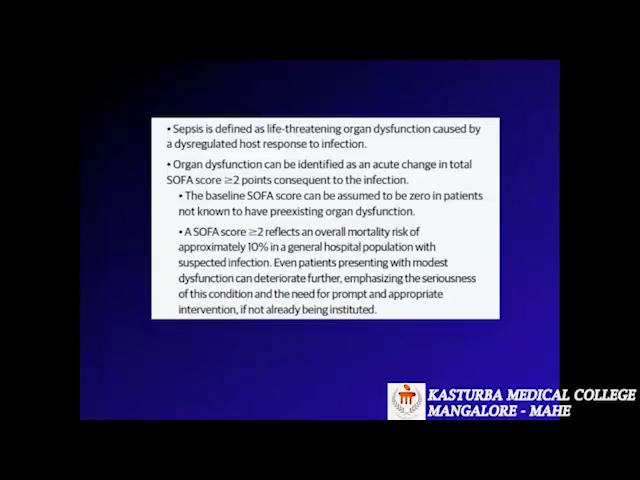 • Sepsis is defined as life-threatening organ dysfunction caused by
a dysregulated host response to infection.
• Organ dysfunction can be identified as an acute change in total
SOFA score ≥2 points consequent to the infection.
• The baseline SOFA score can be assumed to be zero in patients
not known to have preexisting organ dysfunction.
• A SOFA score ≥2 reflects an overall mortality risk of
approximately 10% in a general hospital population with
suspected infection. Even patients presenting with modest
dysfunction can deteriorate further, emphasizing the seriousness
of this condition and the need for prompt and appropriate
intervention, if not already being instituted.
KASTURBA MEDICAL COLLEGE
MANGALORE - MAHE